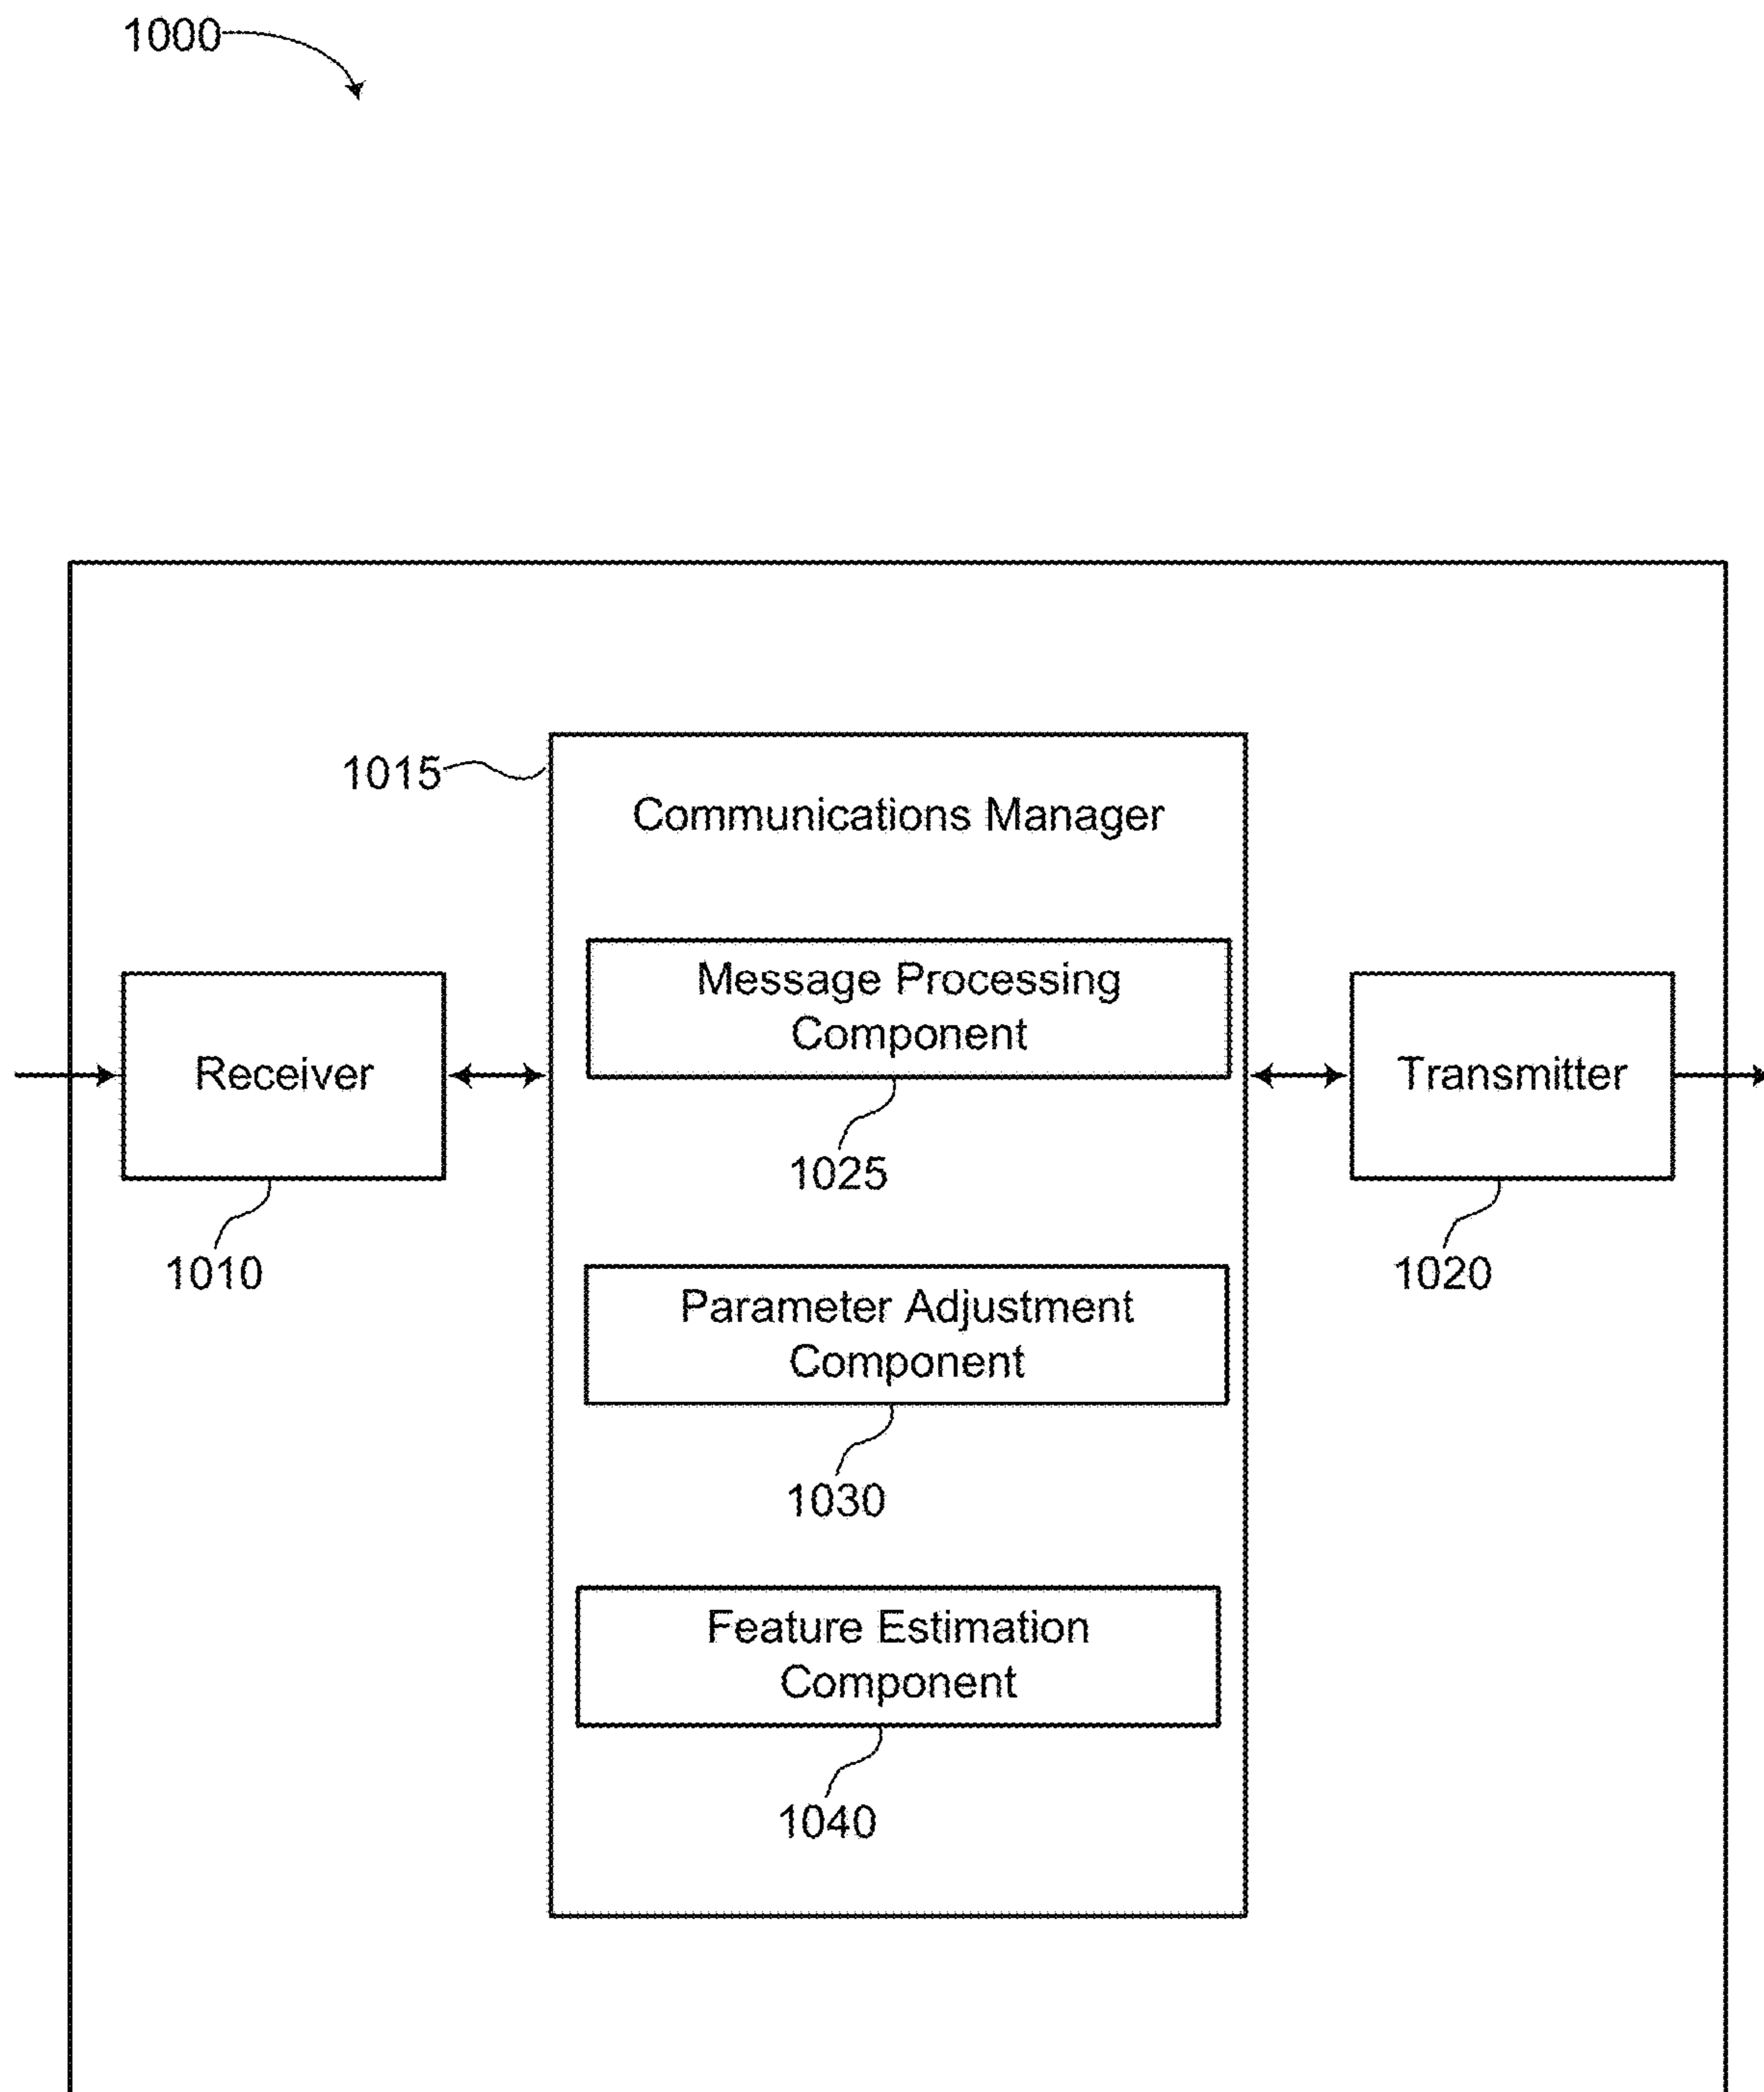 1000
1015
Communications Manager
Message Processing
Component
Receiver
Transmitter
1025
1010
1020
Parameter Adjustment
Component
1030
Feature Estimation
Component
1040